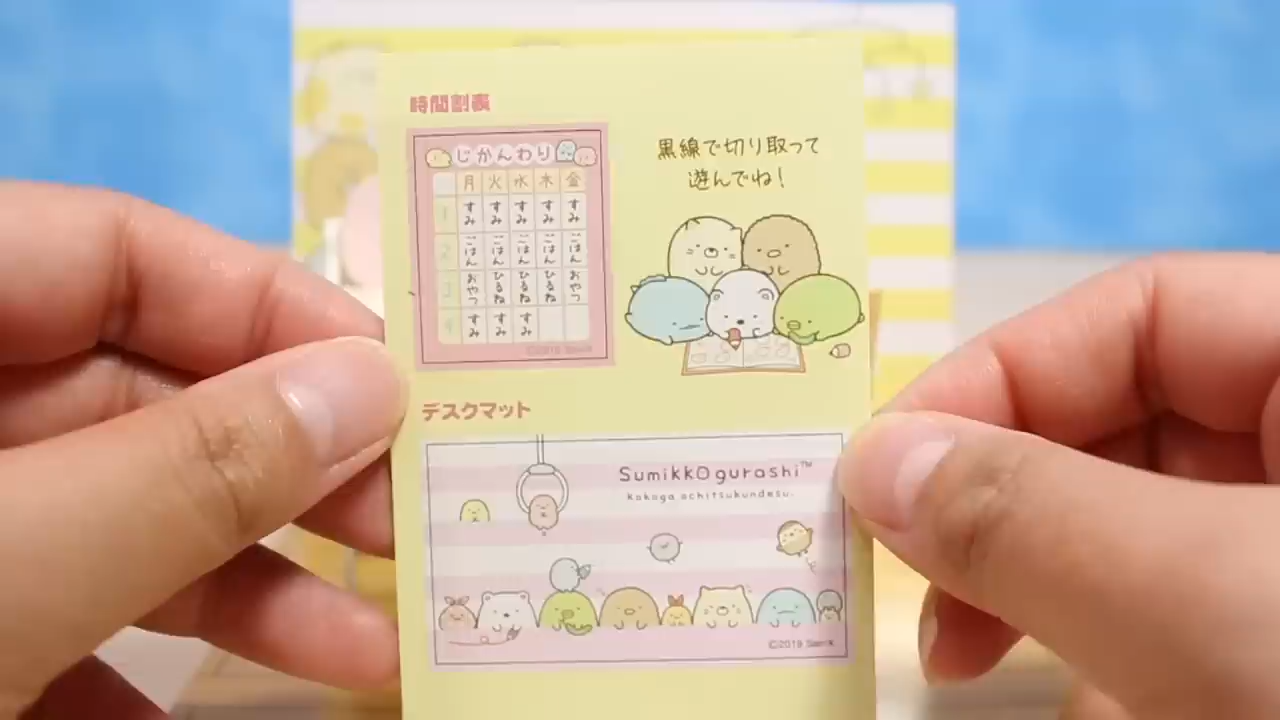 時間割表
じかんわり
月 火 水 木 金
1 すみ すみ すみ すみ すみ
2 ごはん ごはん ごはん ごはん ごはん
3 おやつ ひるね ひるね ひるね おやつ
4 すみ すみ すみ
©2019 San-X
黒線で切り取って
遊んでね!
デスクマット
Sumikkogurashi™
Kokoga ochitsukundesu.
©2019 San-X